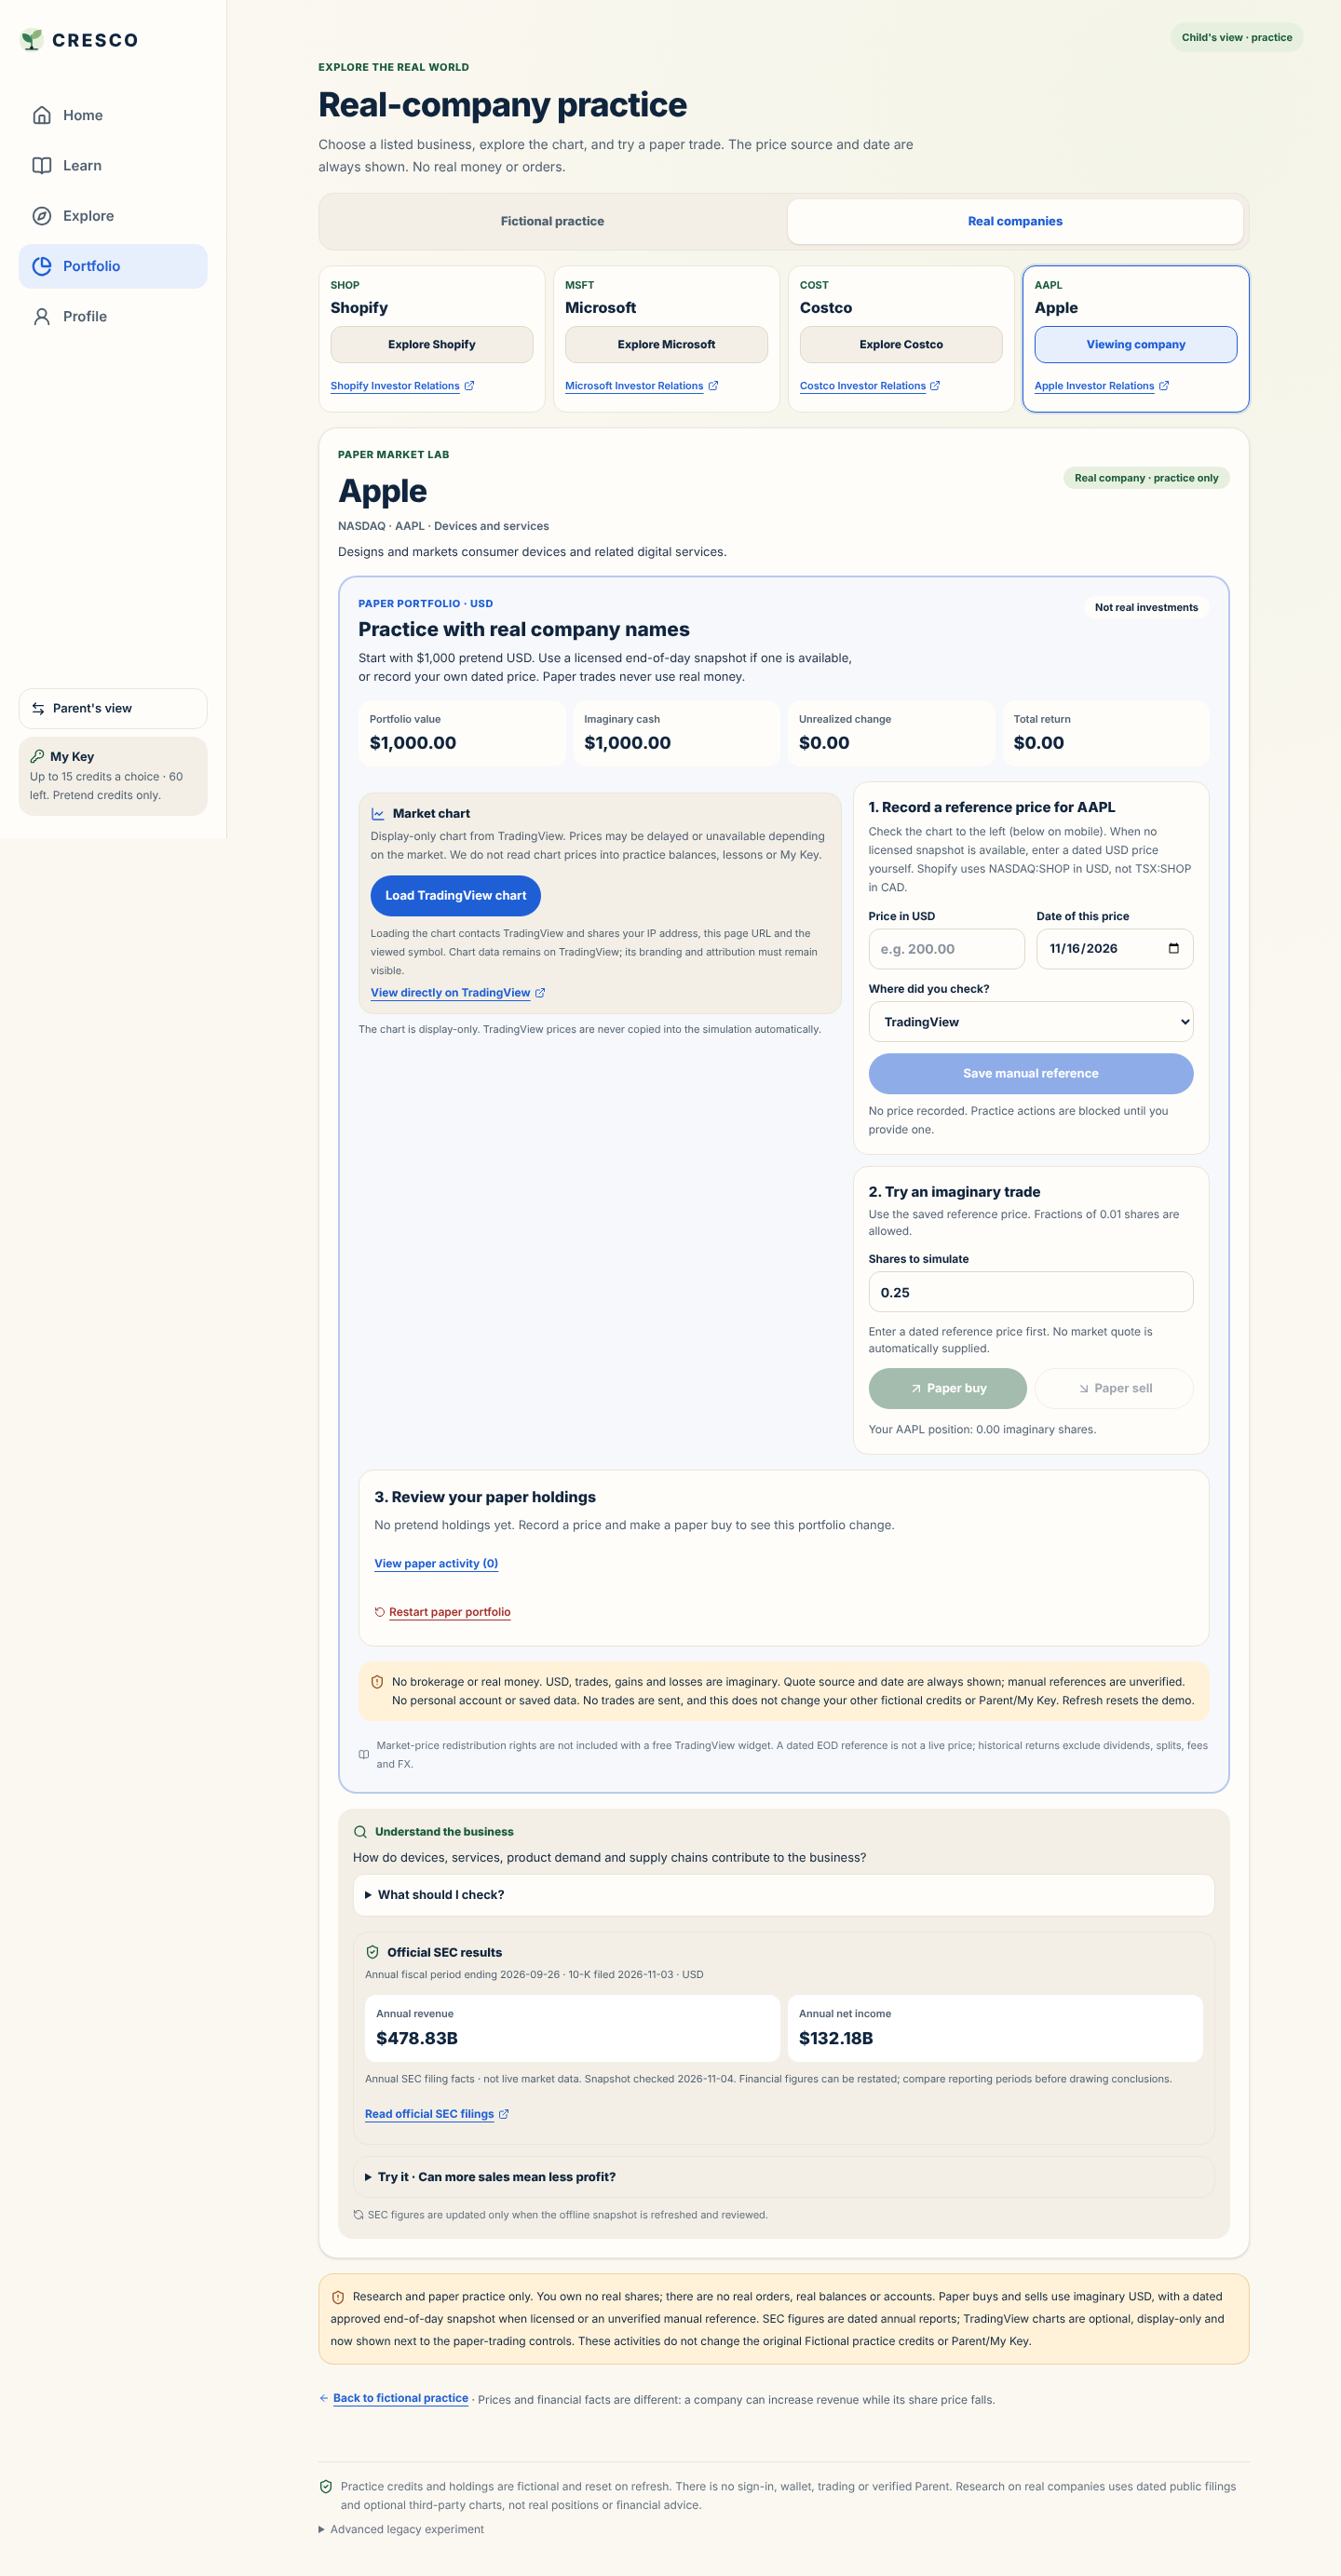 CRESCO
Home
Learn
Explore
Portfolio
Profile
Parent's view
My Key
Up to 15 credits a choice · 60
left. Pretend credits only.
Child's view · practice
EXPLORE THE REAL WORLD
Real-company practice
Choose a listed business, explore the chart, and try a paper trade. The price source and date are
always shown. No real money or orders.
Fictional practice
Real companies
SHOP
Shopify
Explore Shopify
Shopify Investor Relations
MSFT
Microsoft
Explore Microsoft
Microsoft Investor Relations
COST
Costco
Explore Costco
Costco Investor Relations
AAPL
Apple
Viewing company
Apple Investor Relations
PAPER MARKET LAB
Apple
Real company · practice only
NASDAQ · AAPL · Devices and services
Designs and markets consumer devices and related digital services.
PAPER PORTFOLIO · USD
Not real investments
Practice with real company names
Start with $1,000 pretend USD. Use a licensed end-of-day snapshot if one is available,
or record your own dated price. Paper trades never use real money.
Portfolio value
$1,000.00
Imaginary cash
$1,000.00
Unrealized change
$0.00
Total return
$0.00
Market chart
Display-only chart from TradingView. Prices may be delayed or unavailable depending
on the market. We do not read chart prices into practice balances, lessons or My Key.
Load TradingView chart
Loading the chart contacts TradingView and shares your IP address, this page URL and the
viewed symbol. Chart data remains on TradingView; its branding and attribution must remain
visible.
View directly on TradingView
The chart is display-only. TradingView prices are never copied into the simulation automatically.
1. Record a reference price for AAPL
Check the chart to the left (below on mobile). When no
licensed snapshot is available, enter a dated USD price
yourself. Shopify uses NASDAQ:SHOP in USD, not TSX:SHOP
in CAD.
Price in USD
Date of this price
e.g. 200.00
11/16/2026
Where did you check?
TradingView
Save manual reference
No price recorded. Practice actions are blocked until you
provide one.
2. Try an imaginary trade
Use the saved reference price. Fractions of 0.01 shares are
allowed.
Shares to simulate
0.25
Enter a dated reference price first. No market quote is
automatically supplied.
Paper buy
Paper sell
Your AAPL position: 0.00 imaginary shares.
3. Review your paper holdings
No pretend holdings yet. Record a price and make a paper buy to see this portfolio change.
View paper activity (0)
Restart paper portfolio
No brokerage or real money. USD, trades, gains and losses are imaginary. Quote source and date are always shown; manual references are unverified.
No personal account or saved data. No trades are sent, and this does not change your other fictional credits or Parent/My Key. Refresh resets the demo.
Market-price redistribution rights are not included with a free TradingView widget. A dated EOD reference is not a live price; historical returns exclude dividends, splits, fees
and FX.
Understand the business
How do devices, services, product demand and supply chains contribute to the business?
What should I check?
Official SEC results
Annual fiscal period ending 2026-09-26 · 10-K filed 2026-11-03 · USD
Annual revenue
$478.83B
Annual net income
$132.18B
Annual SEC filing facts · not live market data. Snapshot checked 2026-11-04. Financial figures can be restated; compare reporting periods before drawing conclusions.
Read official SEC filings
Try it · Can more sales mean less profit?
SEC figures are updated only when the offline snapshot is refreshed and reviewed.
Research and paper practice only. You own no real shares; there are no real orders, real balances or accounts. Paper buys and sells use imaginary USD, with a dated
approved end-of-day snapshot when licensed or an unverified manual reference. SEC figures are dated annual reports; TradingView charts are optional, display-only and
now shown next to the paper-trading controls. These activities do not change the original Fictional practice credits or Parent/My Key.
Back to fictional practice · Prices and financial facts are different: a company can increase revenue while its share price falls.
Practice credits and holdings are fictional and reset on refresh. There is no sign-in, wallet, trading or verified Parent. Research on real companies uses dated public filings
and optional third-party charts, not real positions or financial advice.
Advanced legacy experiment